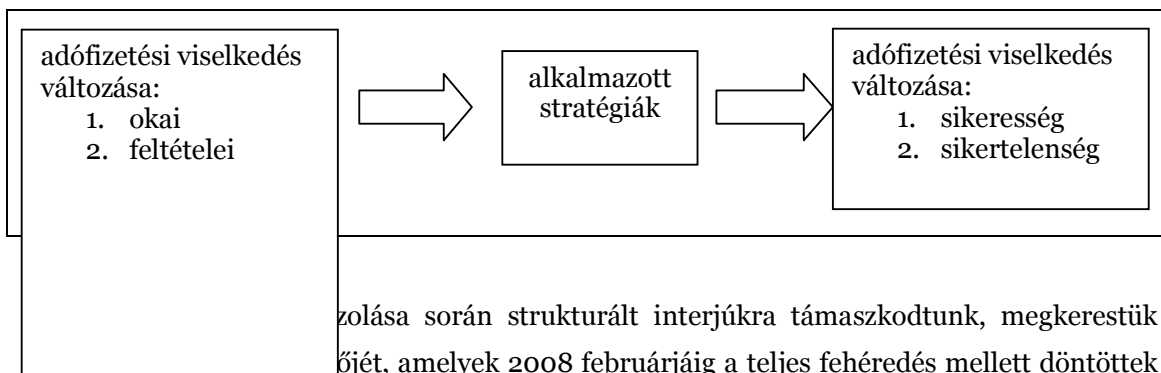 adófizetési viselkedés
változása:
1. okai
2. feltételei
alkalmazott
stratégiák
adófizetési viselkedés
változása:
1. sikeresség
2. sikertelenség
zolása során strukturált interjúkra támaszkodtunk, megkerestük
őjét, amelyek 2008 februárjáig a teljes fehéredés mellett döntöttek